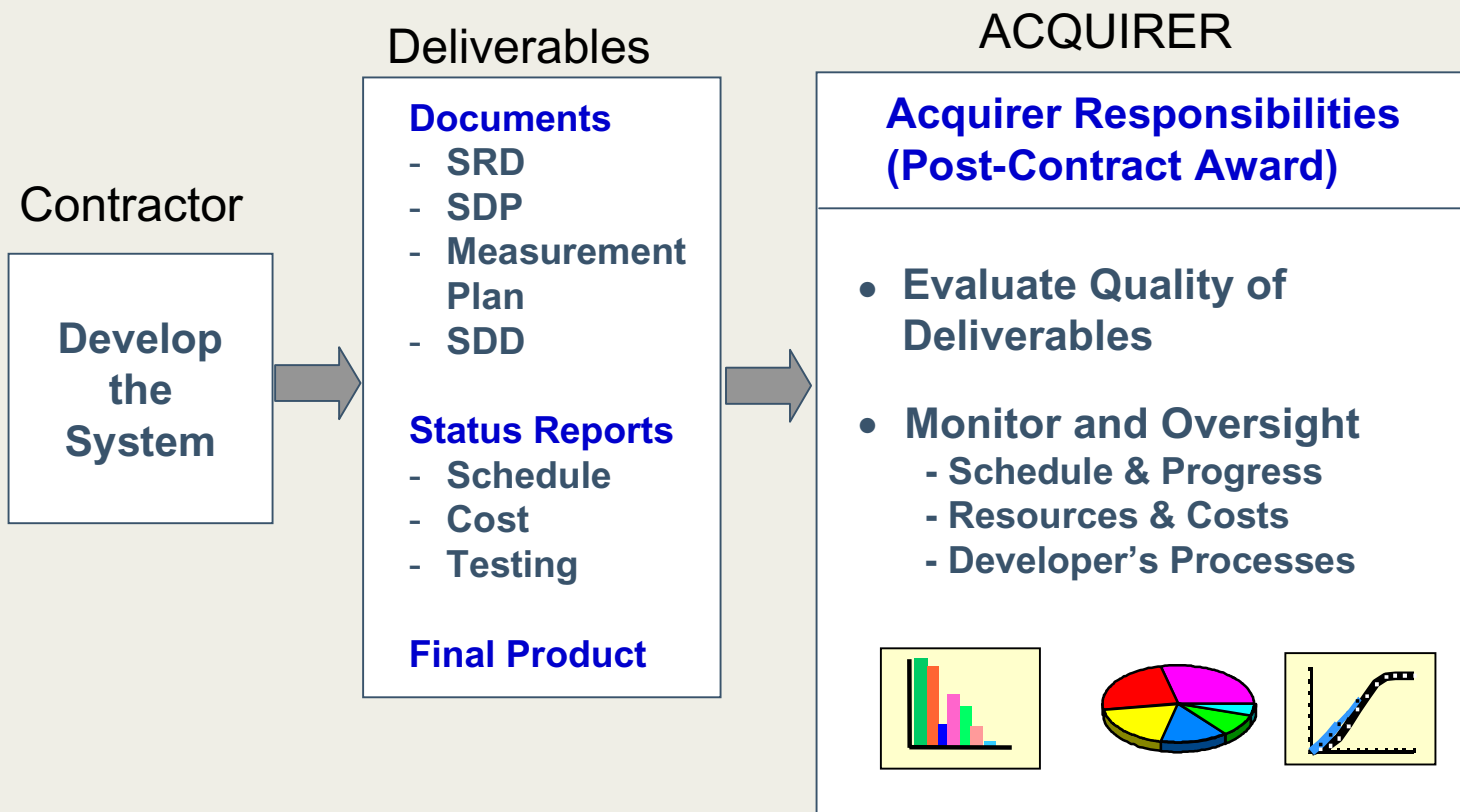 Contractor
Develop
the
System
Deliverables
Documents
- SRD
- SDP
- Measurement
Plan
- SDD
Status Reports
- Schedule
- Cost
- Testing
Final Product
ACQUIRER
Acquirer Responsibilities
(Post-Contract Award)
• Evaluate Quality of
Deliverables
• Monitor and Oversight
- Schedule & Progress
- Resources & Costs
- Developer’s Processes